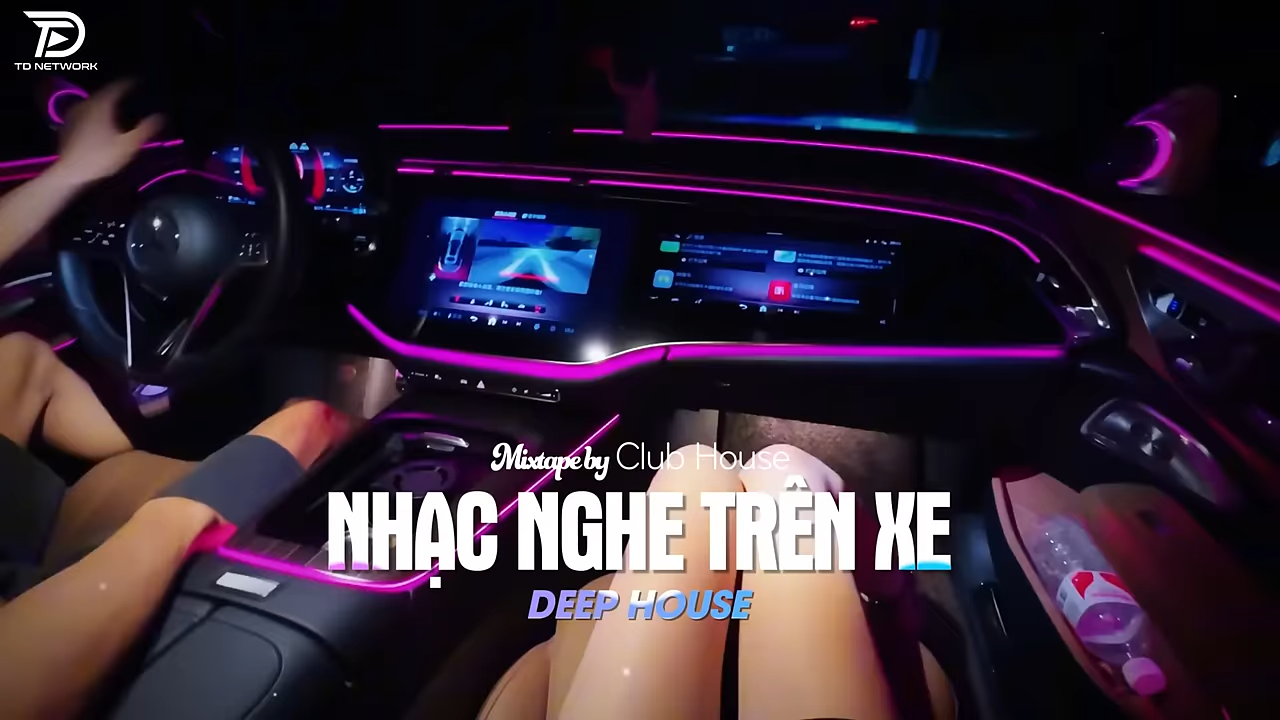 TD NETWORK
Mixtape by Club House
NHẠC NGHE TRÊN XE
DEEP HOUSE